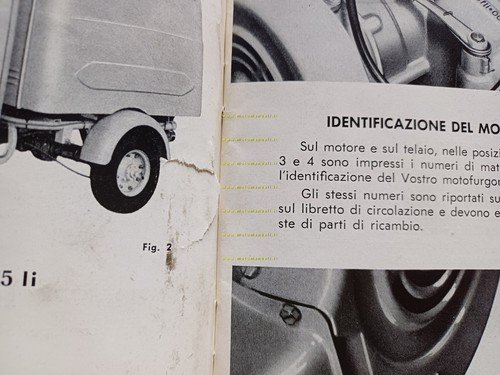 Fig. 2
5 li
IDENTIFICAZIONE DEL MO
Sul motore e sul telaio, nelle posizi
3 e 4 sono impressi i numeri di mat
l'identificazione del Vostro motofurgo
Gli stessi numeri sono riportati su
sul libretto di circolazione e devono e
ste di parti di ricambio.